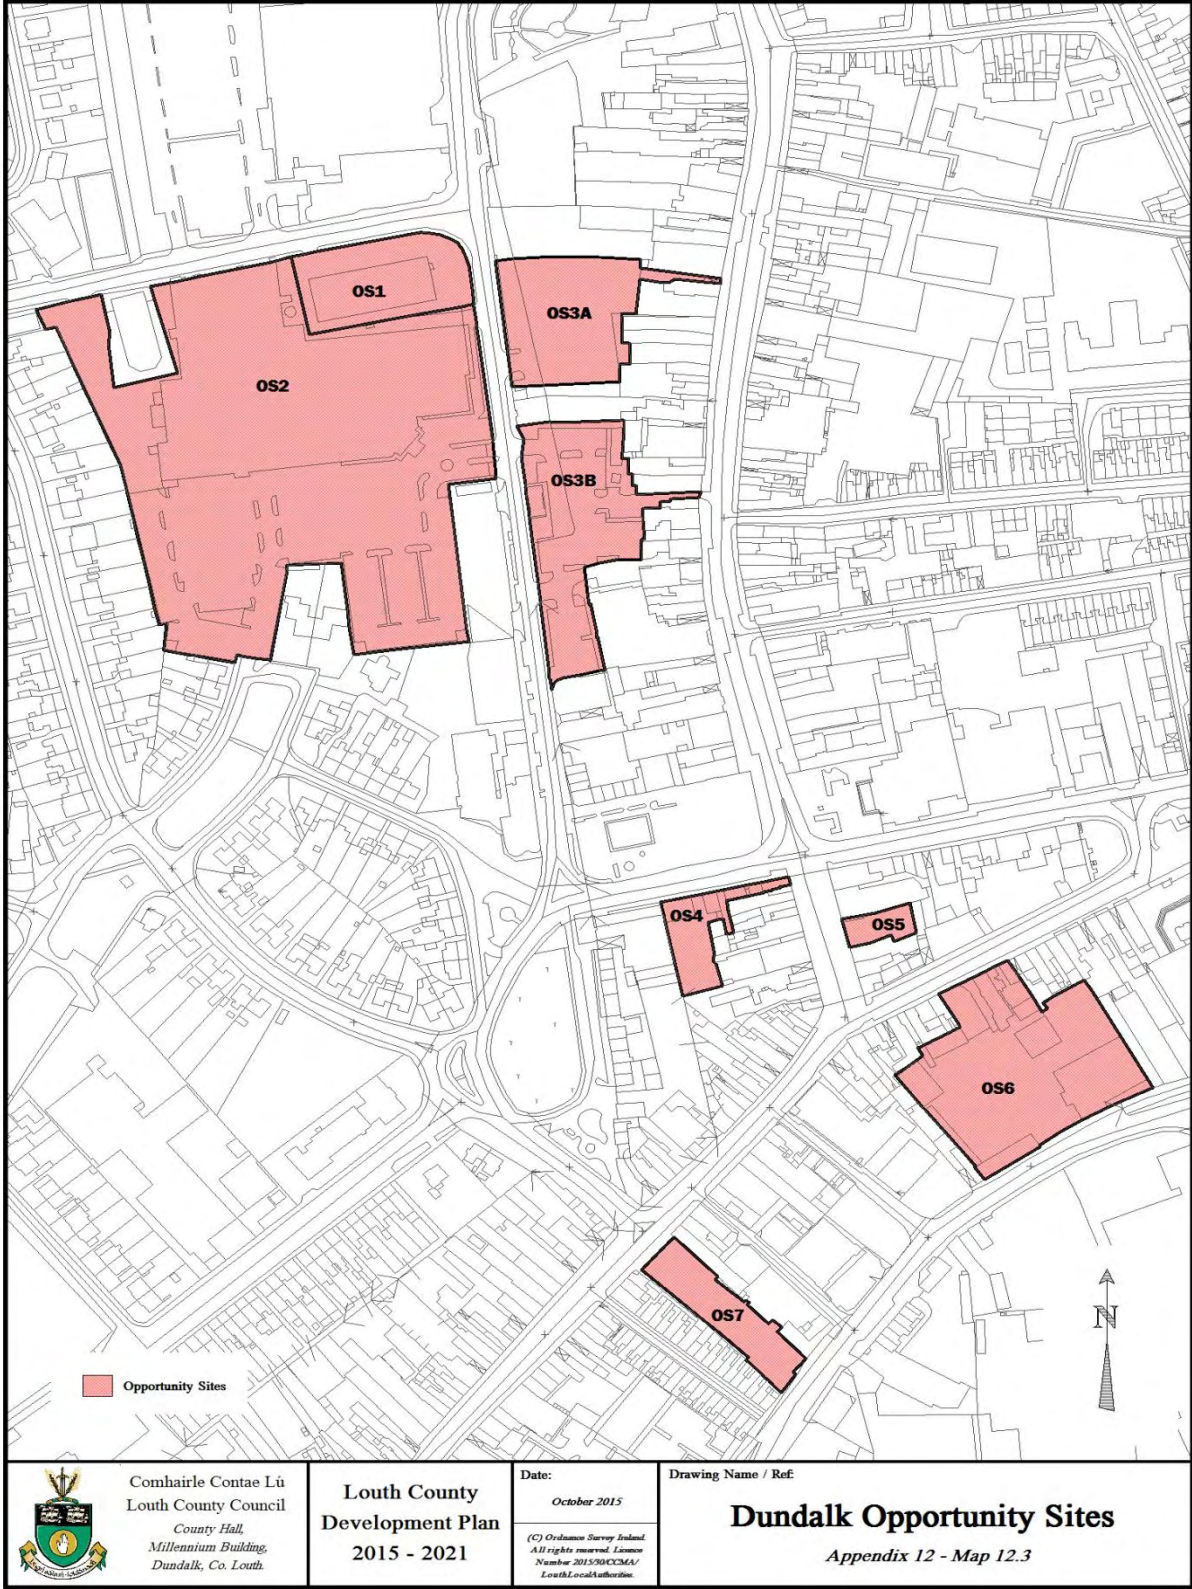 OS1
OS3A
OS2
OS3B
OS4
OS5
OS6
OS7
N
Opportunity Sites
Comhairle Contae Lù
Louth County Council
County Hall,
Millennium Building,
Dundalk, Co. Louth.
Louth County
Development Plan
2015 - 2021
Date:
October 2015
(C) Ordnance Survey Ireland.
All rights reserved. Licence
Number 2015/30/CCMA/
LouthLocalAuthorities.
Drawing Name / Ref:
Dundalk Opportunity Sites
Appendix 12 - Map 12.3